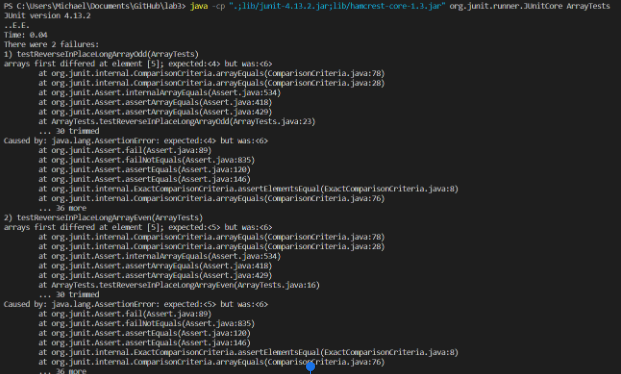 PS C:\Users\Michael\Documents\GitHub\lab3> java -cp ".;lib/junit-4.13.2.jar;lib/hamcrest-core-1.3.jar" org.junit.runner.JUnitCore ArrayTests
JUnit version 4.13.2
..E.E.
Time: 0.04
There were 2 failures:
1) testReverseInPlaceLongArrayOdd(ArrayTests)
arrays first differed at element [5]; expected:<4> but was:<6>
        at org.junit.internal.ComparisonCriteria.arrayEquals(ComparisonCriteria.java:78)
        at org.junit.internal.ComparisonCriteria.arrayEquals(ComparisonCriteria.java:28)
        at org.junit.Assert.internalArrayEquals(Assert.java:534)
        at org.junit.Assert.assertArrayEquals(Assert.java:418)
        at org.junit.Assert.assertArrayEquals(Assert.java:429)
        at ArrayTests.testReverseInPlaceLongArrayOdd(ArrayTests.java:23)
        ... 30 trimmed
Caused by: java.lang.AssertionError: expected:<4> but was:<6>
        at org.junit.Assert.fail(Assert.java:89)
        at org.junit.Assert.failNotEquals(Assert.java:835)
        at org.junit.Assert.assertEquals(Assert.java:120)
        at org.junit.Assert.assertEquals(Assert.java:146)
        at org.junit.internal.ExactComparisonCriteria.assertElementsEqual(ExactComparisonCriteria.java:8)
        at org.junit.internal.ComparisonCriteria.arrayEquals(ComparisonCriteria.java:76)
        ... 36 more
2) testReverseInPlaceLongArrayEven(ArrayTests)
arrays first differed at element [5]; expected:<5> but was:<6>
        at org.junit.internal.ComparisonCriteria.arrayEquals(ComparisonCriteria.java:78)
        at org.junit.internal.ComparisonCriteria.arrayEquals(ComparisonCriteria.java:28)
        at org.junit.Assert.internalArrayEquals(Assert.java:534)
        at org.junit.Assert.assertArrayEquals(Assert.java:418)
        at org.junit.Assert.assertArrayEquals(Assert.java:429)
        at ArrayTests.testReverseInPlaceLongArrayEven(ArrayTests.java:16)
        ... 30 trimmed
Caused by: java.lang.AssertionError: expected:<5> but was:<6>
        at org.junit.Assert.fail(Assert.java:89)
        at org.junit.Assert.failNotEquals(Assert.java:835)
        at org.junit.Assert.assertEquals(Assert.java:120)
        at org.junit.Assert.assertEquals(Assert.java:146)
        at org.junit.internal.ExactComparisonCriteria.assertElementsEqual(ExactComparisonCriteria.java:8)
        at org.junit.internal.ComparisonCriteria.arrayEquals(ComparisonCriteria.java:76)
        ... 36 more